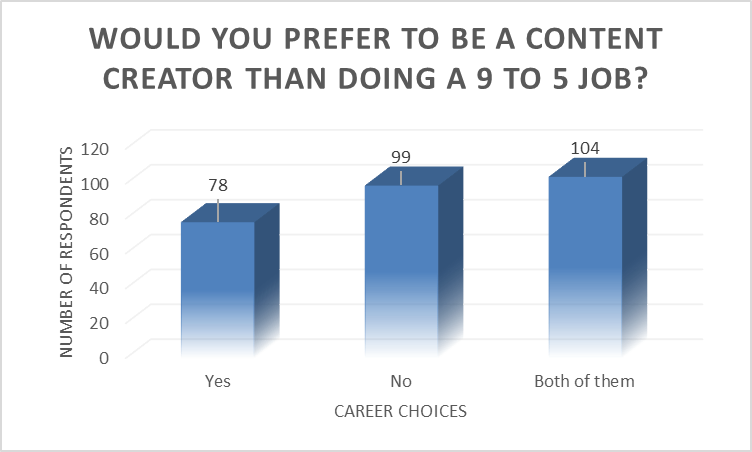 WOULD YOU PREFER TO BE A CONTENT
CREATOR THAN DOING A 9 TO 5 JOB?
NUMBER OF RESPONDENTS
120
100
80
60
40
20
0
78
99
104
Yes
No
Both of them
CAREER CHOICES